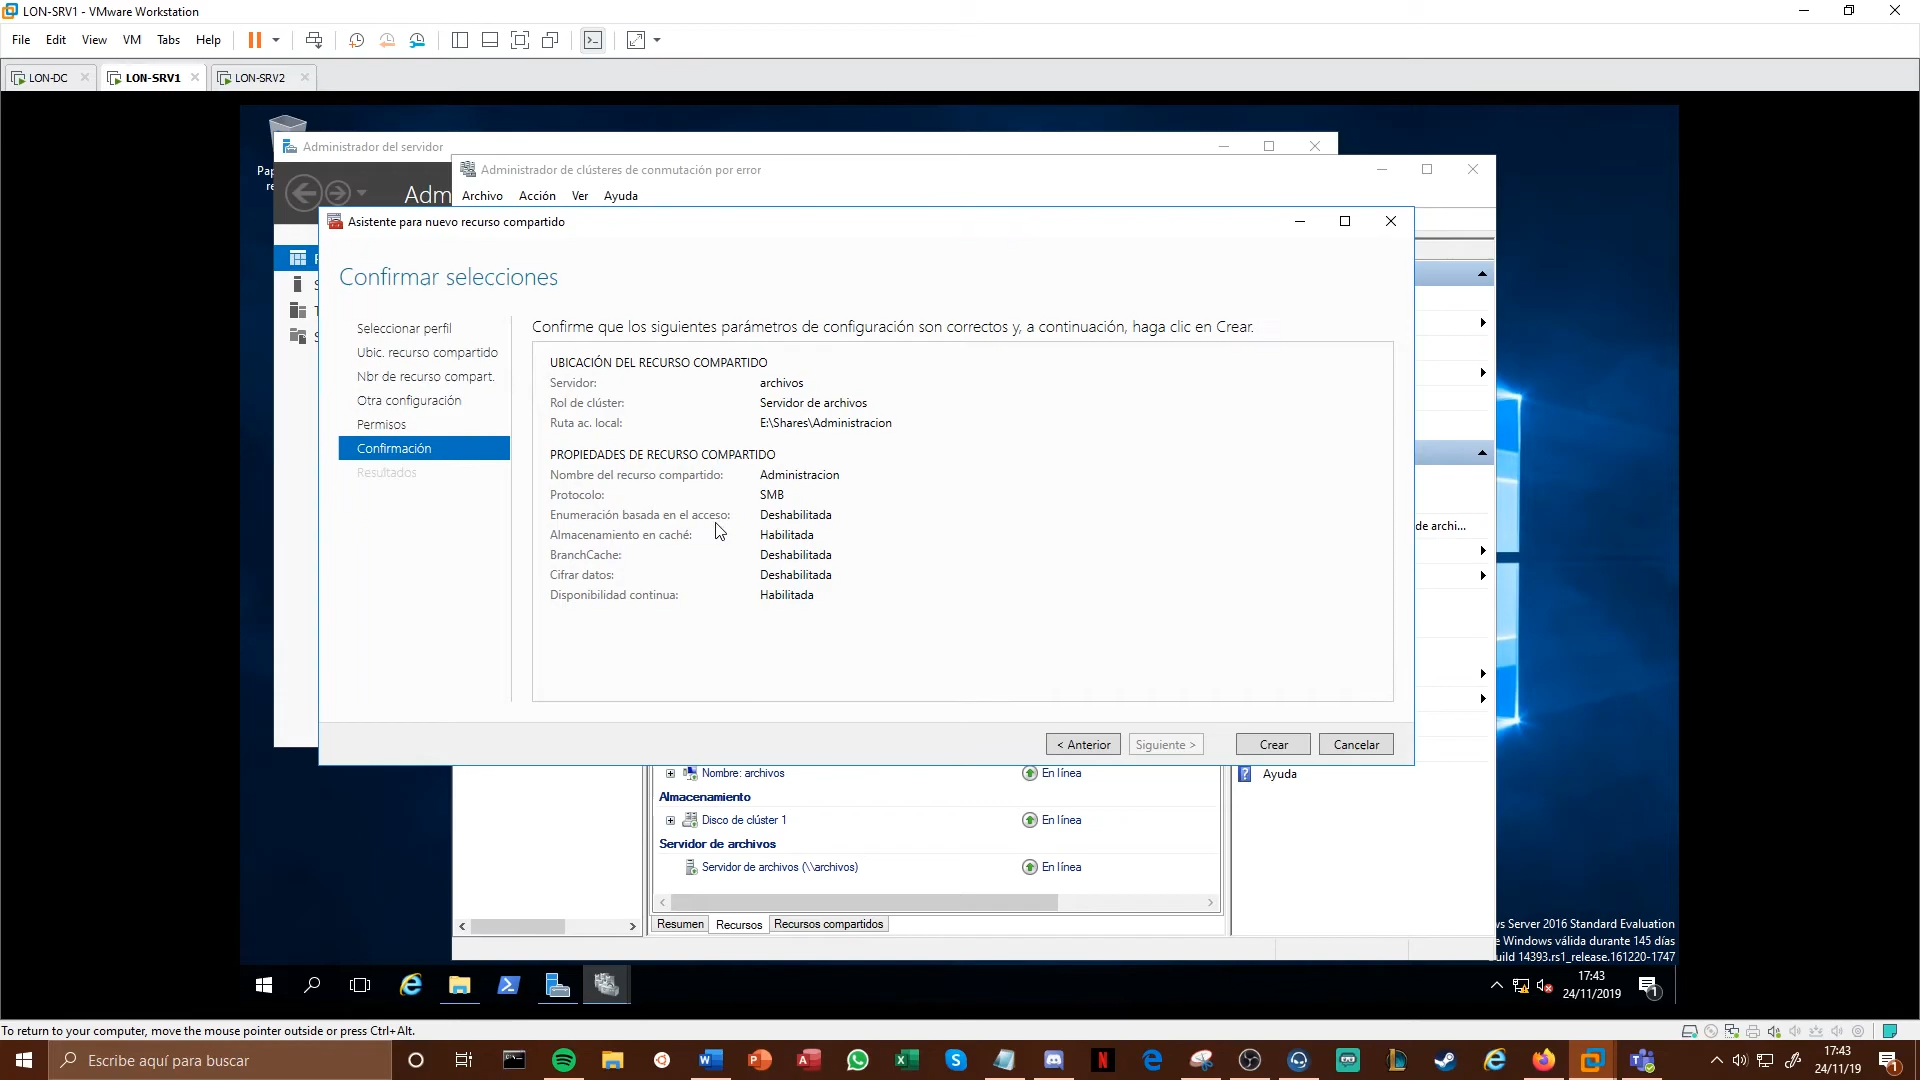 LON-SRV1 - VMware Workstation
File Edit View VM Tabs Help
LON-DC LON-SRV1 LON-SRV2
Administrador del servidor
Administrador de clústeres de conmutación por error
Adm
Archivo Acción Ver Ayuda
Asistente para nuevo recurso compartido
Confirmar selecciones
Seleccionar perfil
Ubic. recurso compartido
Nbr de recurso compart.
Otra configuración
Permisos
Confirmación
Resultados
Confirme que los siguientes parámetros de configuración son correctos y, a continuación, haga clic en Crear.
UBICACIÓN DEL RECURSO COMPARTIDO
Servidor: archivos
Rol de clúster: Servidor de archivos
Ruta ac. local: E:\Shares\Administracion
PROPIEDADES DE RECURSO COMPARTIDO
Nombre del recurso compartido: Administracion
Protocolo: SMB
Enumeración basada en el acceso: Deshabilitada
Almacenamiento en caché: Habilitada
BranchCache: Deshabilitada
Cifrar datos: Deshabilitada
Disponibilidad continua: Habilitada
de archi...
< Anterior Siguiente > Crear Cancelar
Nombre: archivos En línea
Ayuda
Almacenamiento
Disco de clúster 1 En línea
Servidor de archivos
Servidor de archivos (\\archivos) En línea
Resumen Recursos Recursos compartidos
Server 2016 Standard Evaluation
Windows válida durante 145 días
14393.rs1_release.161220-1747
17:43
24/11/2019
1
To return to your computer, move the mouse pointer outside or press Ctrl+Alt.
Escribe aquí para buscar
17:43
24/11/19
1